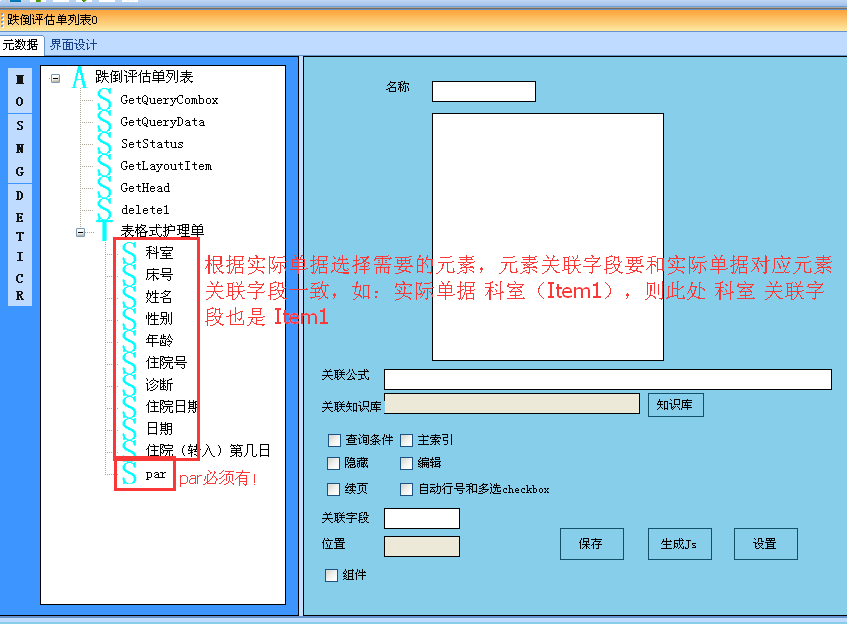 跌倒评估单列表0
元数据 界面设计
M
O
S
N
G
D
E
T
I
C
R
跌倒评估单列表
GetQueryCombox
GetQueryData
SetStatus
GetLayoutItem
GetHead
delete1
表格式护理单
科室
床号
姓名
性别
年龄
住院号
诊断
住院日期
日期
住院（转入）第几日
par
根据实际单据选择需要的元素，元素关联字段要和实际单据对应元素
关联字段一致，如：实际单据 科室（Item1），则此处 科室 关联字
段也是 Item1
par必须有！
名称
关联公式
关联知识库 知识库
查询条件 主索引
隐藏 编辑
续页 自动行号和多选checkbox
关联字段
位置
保存 生成Js 设置
组件